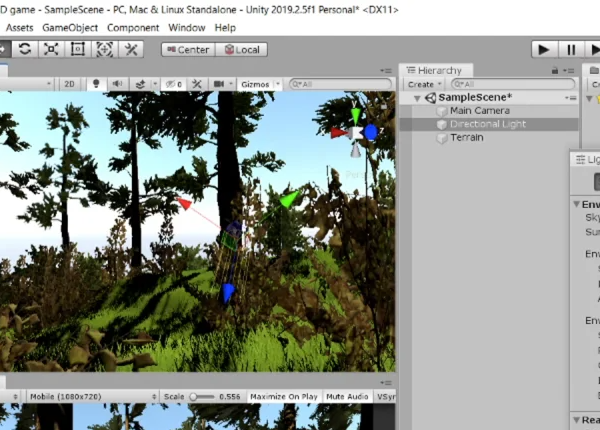 D game - SampleScene - PC, Mac & Linux Standalone - Unity 2019.2.5f1 Personal* <DX11>
Assets GameObject Component Window Help
Center Local
2D 0 Gizmos All
Hierarchy
Create All
SampleScene*
Main Camera
Directional Light
Terrain
y
z
Lig
Env
Sky
Sun
Env
Env
Rea
Mobile (1080x720) Scale 0.556 Maximize On Play Mute Audio VSyn